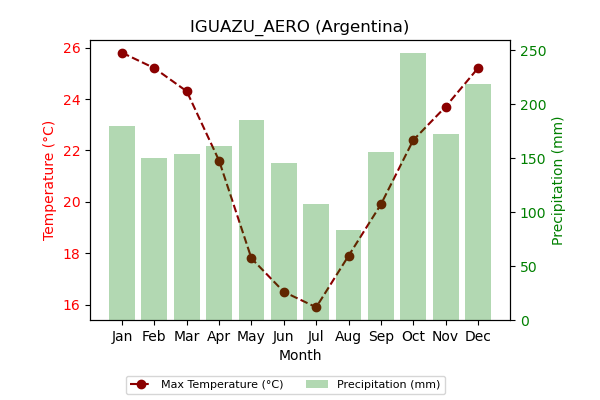 IGUAZU_AERO (Argentina)
26
24
22
20
18
16
Temperature (°C)
250
200
150
100
50
0
Precipitation (mm)
Jan Feb Mar Apr May Jun Jul Aug Sep Oct Nov Dec
Month
Max Temperature (°C) Precipitation (mm)